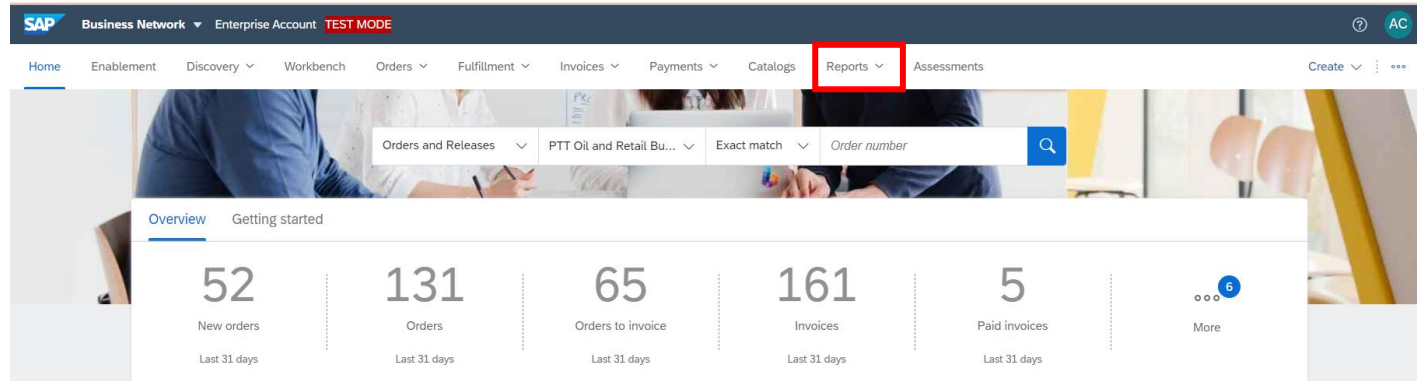 SAP Business Network Enterprise Account TEST MODE ? AC
Home Enablement Discovery Workbench Orders Fulfillment Invoices Payments Catalogs Reports Assessments Create
Orders and Releases PTT Oil and Retail Bu... Exact match Order number
Overview Getting started
52 131 65 161 5 6
New orders Orders Orders to invoice Invoices Paid invoices More
Last 31 days Last 31 days Last 31 days Last 31 days Last 31 days